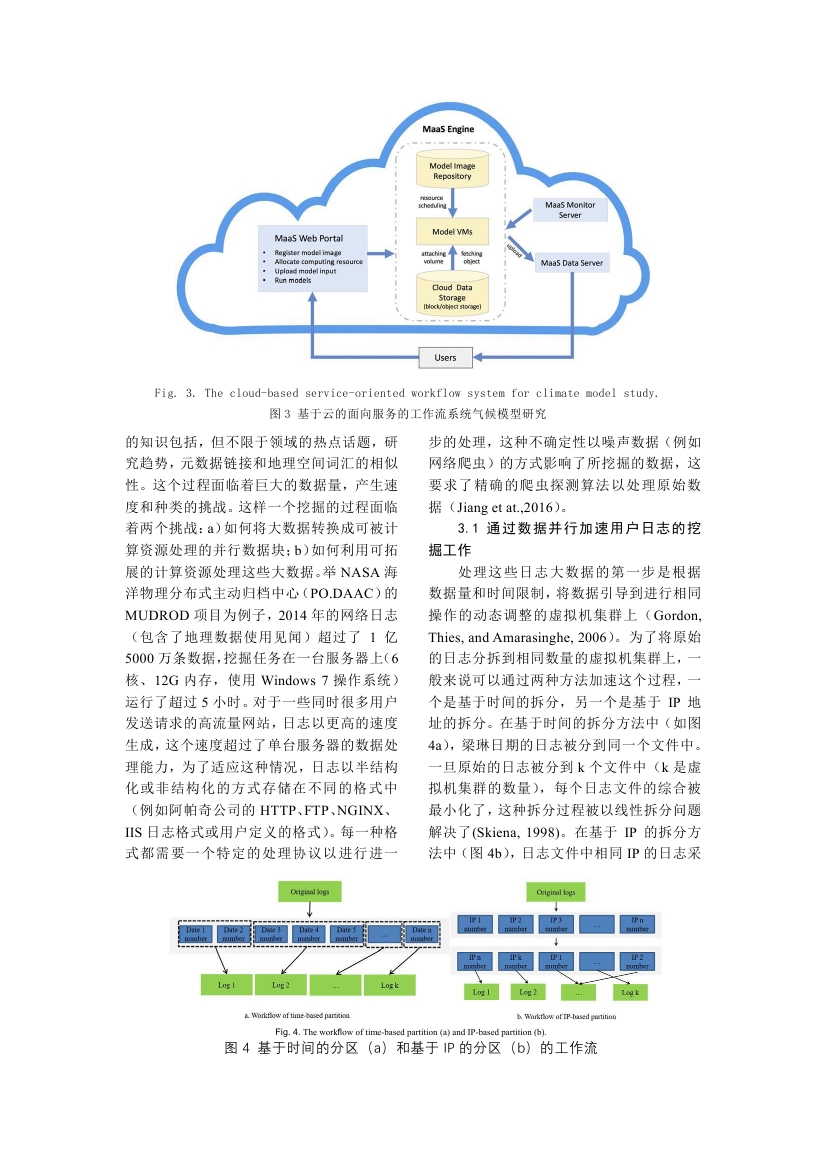 MaaS Engine
Model Image
Repository
resource
scheduling
Model VMs
attaching
volume
fetching
object
Cloud Data
Storage
(block/object storage)
MaaS Web Portal
• Register model image
• Allocate computing resource
• Upload model input
• Run models
MaaS Monitor
Server
upload
MaaS Data Server
Users
Fig. 3. The cloud-based service-oriented workflow system for climate model study.
图 3 基于云的面向服务的工作流系统气候模型研究
的知识包括，但不限于领域的热点话题，研
究趋势，元数据链接和地理空间词汇的相似
性。这个过程面临着巨大的数据量，产生速
度和种类的挑战。这样一个挖掘的过程面临
着两个挑战：a）如何将大数据转换成可被计
算资源处理的并行数据块；b）如何利用可拓
展的计算资源处理这些大数据。举 NASA 海
洋物理分布式主动归档中心（PO.DAAC）的
MUDROD 项目为例子，2014 年的网络日志
（包含了地理数据使用见闻）超过了 1 亿
5000 万条数据，挖掘任务在一台服务器上（6
核、12G 内存，使用 Windows 7 操作系统）
运行了超过 5 小时。对于一些同时很多用户
发送请求的高流量网站，日志以更高的速度
生成，这个速度超过了单台服务器的数据处
理能力，为了适应这种情况，日志以半结构
化或非结构化的方式存储在不同的格式中
（例如阿帕奇公司的 HTTP、FTP、NGINX、
IIS 日志格式或用户定义的格式）。每一种格
式都需要一个特定的处理协议以进行进一
步的处理，这种不确定性以噪声数据（例如
网络爬虫）的方式影响了所挖掘的数据，这
要求了精确的爬虫探测算法以处理原始数
据（Jiang et at.,2016）。
3.1 通过数据并行加速用户日志的挖
掘工作
处理这些日志大数据的第一步是根据
数据量和时间限制，将数据引导到进行相同
操作的动态调整的虚拟机集群上（Gordon,
Thies, and Amarasinghe, 2006）。为了将原始
的日志分拆到相同数量的虚拟机集群上，一
般来说可以通过两种方法加速这个过程，一
个是基于时间的拆分，另一个是基于 IP 地
址的拆分。在基于时间的拆分方法中（如图
4a），梁琳日期的日志被分到同一个文件中。
一旦原始的日志被分到 k 个文件中（k 是虚
拟机集群的数量），每个日志文件的综合被
最小化了，这种拆分过程被以线性拆分问题
解决了(Skiena, 1998)。在基于 IP 的拆分方
法中（图 4b），日志文件中相同 IP 的日志采
Original logs
Date 1
number
Date 2
number
Date 3
number
Date 4
number
Date 5
number
…
Date n
number
Log 1
Log 2
…
Log k
a. Workflow of time-based partition
Original logs
IP 1
number
IP 2
number
IP 3
number
…
IP n
number
IP n
number
IP k
number
IP 1
number
…
IP 2
number
Log 1
Log 2
…
Log k
b. Workflow of IP-based partition
Fig. 4. The workflow of time-based partition (a) and IP-based partition (b).
图 4 基于时间的分区（a）和基于 IP 的分区（b）的工作流